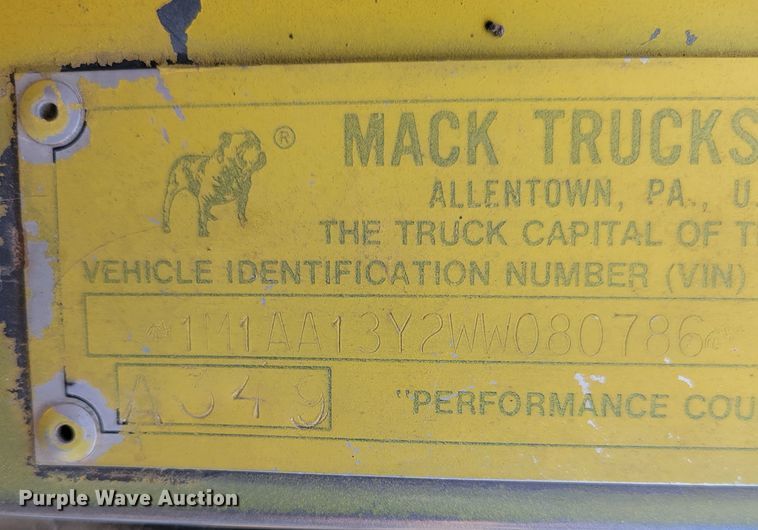 ®
MACK TRUCKS
ALLENTOWN, PA., U.
THE TRUCK CAPITAL OF T
VEHICLE IDENTIFICATION NUMBER (VIN)
1M1AA13Y2WW080786
A349
"PERFORMANCE COU
Purple Wave Auction